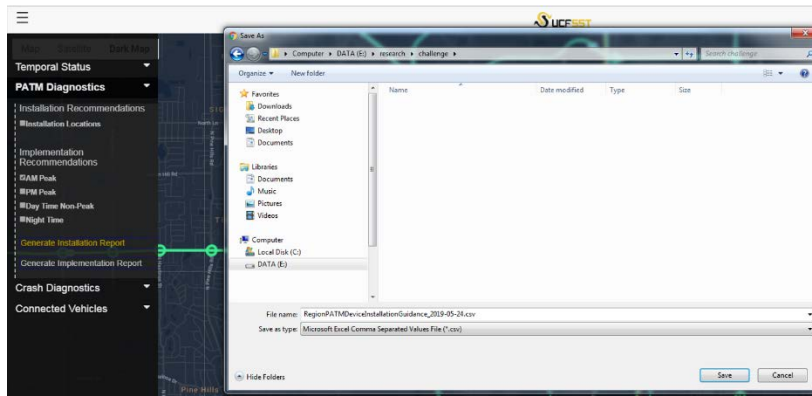 UCFSST
Map Satellite Dark Map
Temporal Status
PATM Diagnostics
Installation Recommendations
Installation Locations
Implementation
Recommendations
AM Peak
PM Peak
Day Time Non-Peak
Night Time
Generate Installation Report
Generate Implementation Report
Crash Diagnostics
Connected Vehicles
Pine Hills
Save As
Computer ▸ DATA (E:) ▸ research ▸ challenge ▸
Search challenge
Organize ▾ New folder
Name Date modified Type Size
Favorites
Downloads
Recent Places
Desktop
Documents
Libraries
Documents
Music
Pictures
Videos
Computer
Local Disk (C:)
DATA (E:)
File name: RegionPATMDeviceInstallationGuidance_2019-05-24.csv
Save as type: Microsoft Excel Comma Separated Values File (*.csv)
Hide Folders
Save Cancel